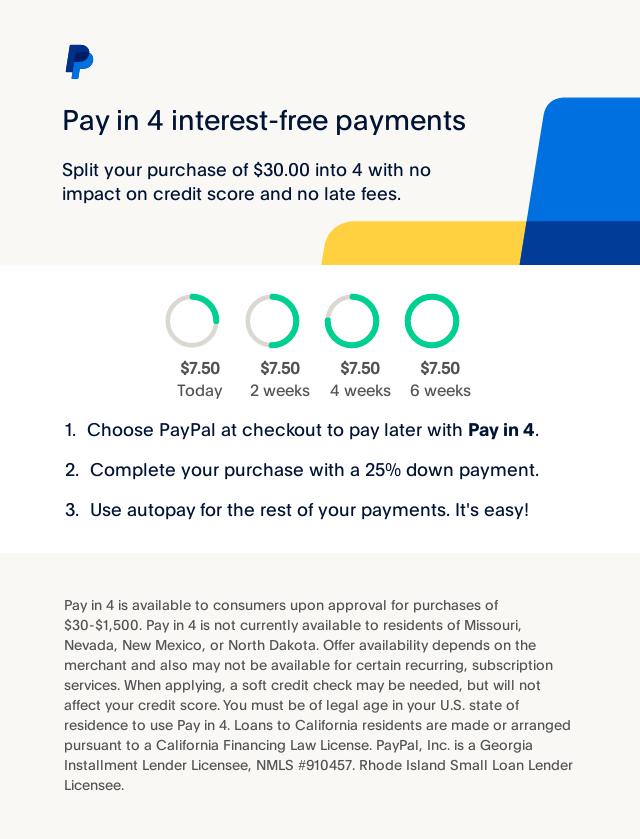 Pay in 4 interest-free payments
Split your purchase of $30.00 into 4 with no
impact on credit score and no late fees.
$7.50 $7.50 $7.50 $7.50
Today 2 weeks 4 weeks 6 weeks
1. Choose PayPal at checkout to pay later with Pay in 4.
2. Complete your purchase with a 25% down payment.
3. Use autopay for the rest of your payments. It's easy!
Pay in 4 is available to consumers upon approval for purchases of
$30-$1,500. Pay in 4 is not currently available to residents of Missouri,
Nevada, New Mexico, or North Dakota. Offer availability depends on the
merchant and also may not be available for certain recurring, subscription
services. When applying, a soft credit check may be needed, but will not
affect your credit score. You must be of legal age in your U.S. state of
residence to use Pay in 4. Loans to California residents are made or arranged
pursuant to a California Financing Law License. PayPal, Inc. is a Georgia
Installment Lender Licensee, NMLS #910457. Rhode Island Small Loan Lender
Licensee.